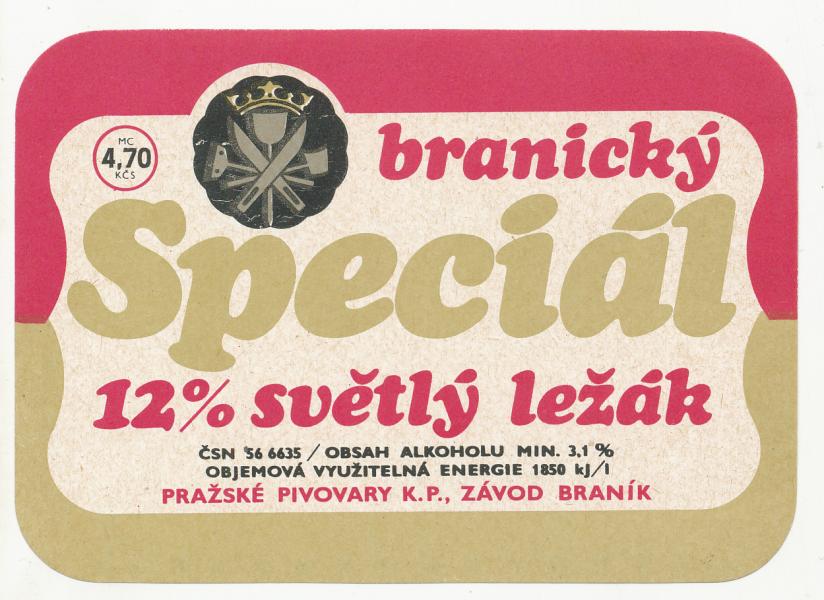 MC
4,70
KČS
branický
Speciál
12% světlý ležák
ČSN 56 6635 / OBSAH ALKOHOLU MIN. 3,1 %
OBJEMOVÁ VYUŽITELNÁ ENERGIE 1850 kj/l
PRAŽSKÉ PIVOVARY K.P., ZÁVOD BRANÍK